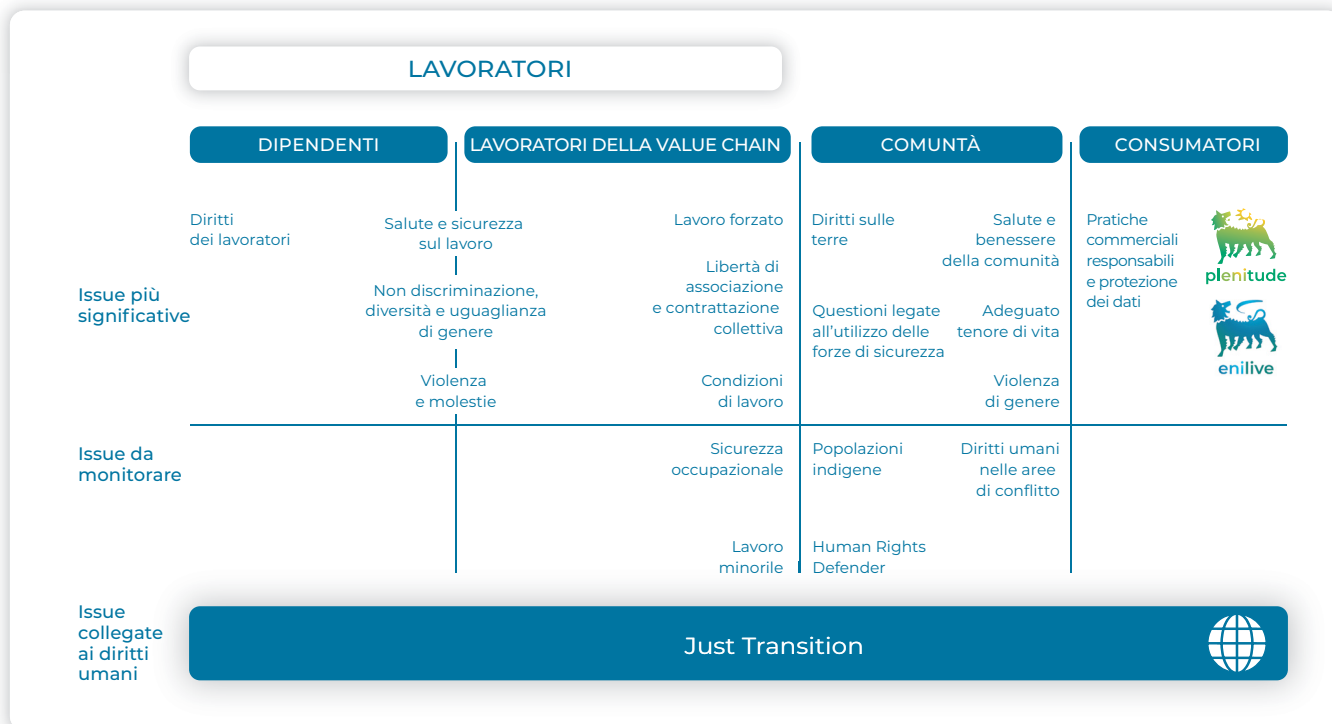 LAVORATORI
DIPENDENTI
LAVORATORI DELLA VALUE CHAIN
COMUNTÀ
CONSUMATORI
Issue più
significative
Diritti
dei lavoratori
Salute e sicurezza
sul lavoro
Non discriminazione,
diversità e uguaglianza
di genere
Violenza
e molestie
Lavoro forzato
Libertà di
associazione
e contrattazione
collettiva
Condizioni
di lavoro
Diritti sulle
terre
Questioni legate
all’utilizzo delle
forze di sicurezza
Salute e
benessere
della comunità
Adeguato
tenore di vita
Violenza
di genere
Pratiche
commerciali
responsabili
e protezione
dei dati
plenitude
enilive
Issue da
monitorare
Sicurezza
occupazionale
Lavoro
minorile
Popolazioni
indigene
Human Rights
Defender
Diritti umani
nelle aree
di conflitto
Issue
collegate
ai diritti
umani
Just Transition